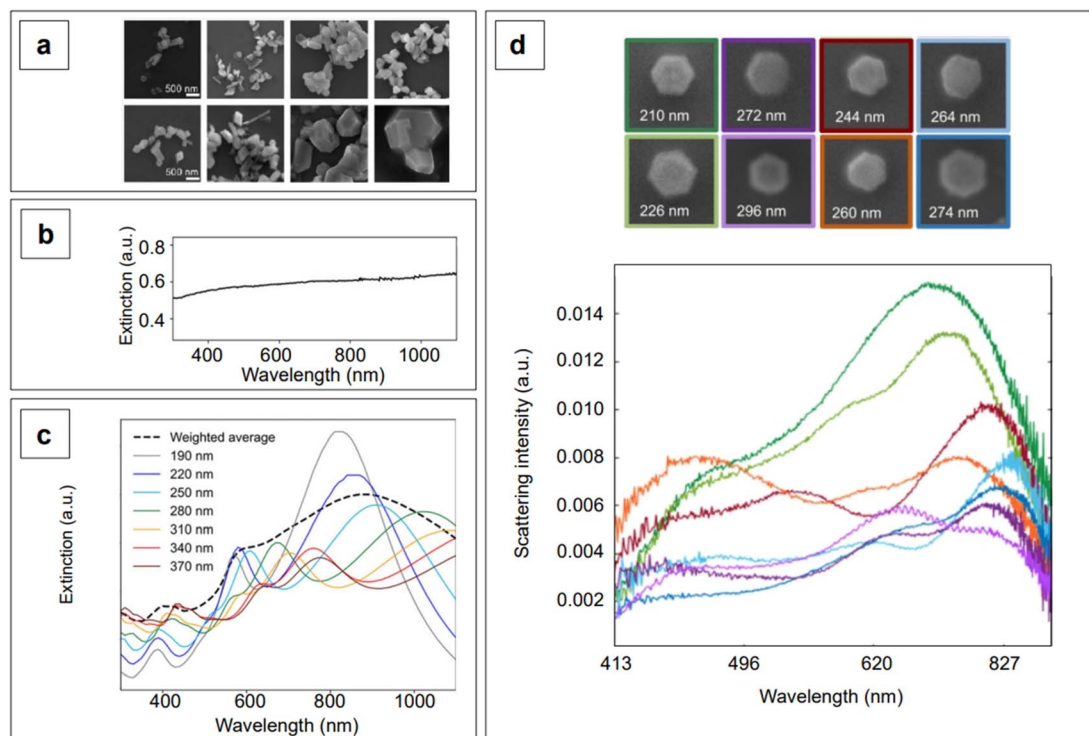 a
500 nm
500 nm
500 nm
b
Extinction (a.u.)
0.8
0.6
0.4
400 600 800 1000
Wavelength (nm)
c
Extinction (a.u.)
Weighted average
190 nm
220 nm
250 nm
280 nm
310 nm
340 nm
370 nm
400 600 800 1000
Wavelength (nm)
d
210 nm 272 nm 244 nm 264 nm
226 nm 296 nm 260 nm 274 nm
Scattering intensity (a.u.)
0.014
0.012
0.010
0.008
0.006
0.004
0.002
413 496 620 827
Wavelength (nm)